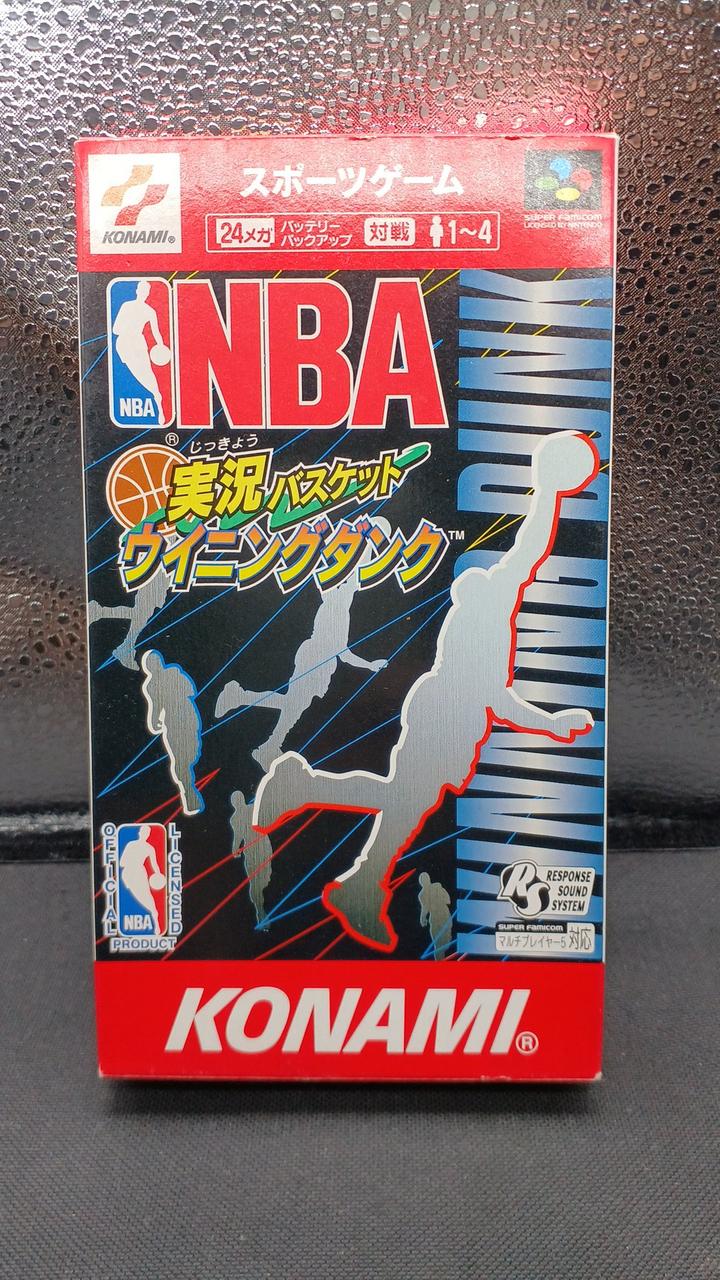 KONAMI®
スポーツゲーム
24メガ
バッテリー
バックアップ
対戦
1〜4
SUPER FAMICOM
LICENSED BY NINTENDO
NBA
NBA
®
じっきょう
実況バスケット
ウイニングダンク™
WINNING DUNK
OFFICIAL
LICENSED
NBA
PRODUCT
RS
RESPONSE
SOUND
SYSTEM
SUPER FAMICOM
マルチプレイヤー5 対応
KONAMI®